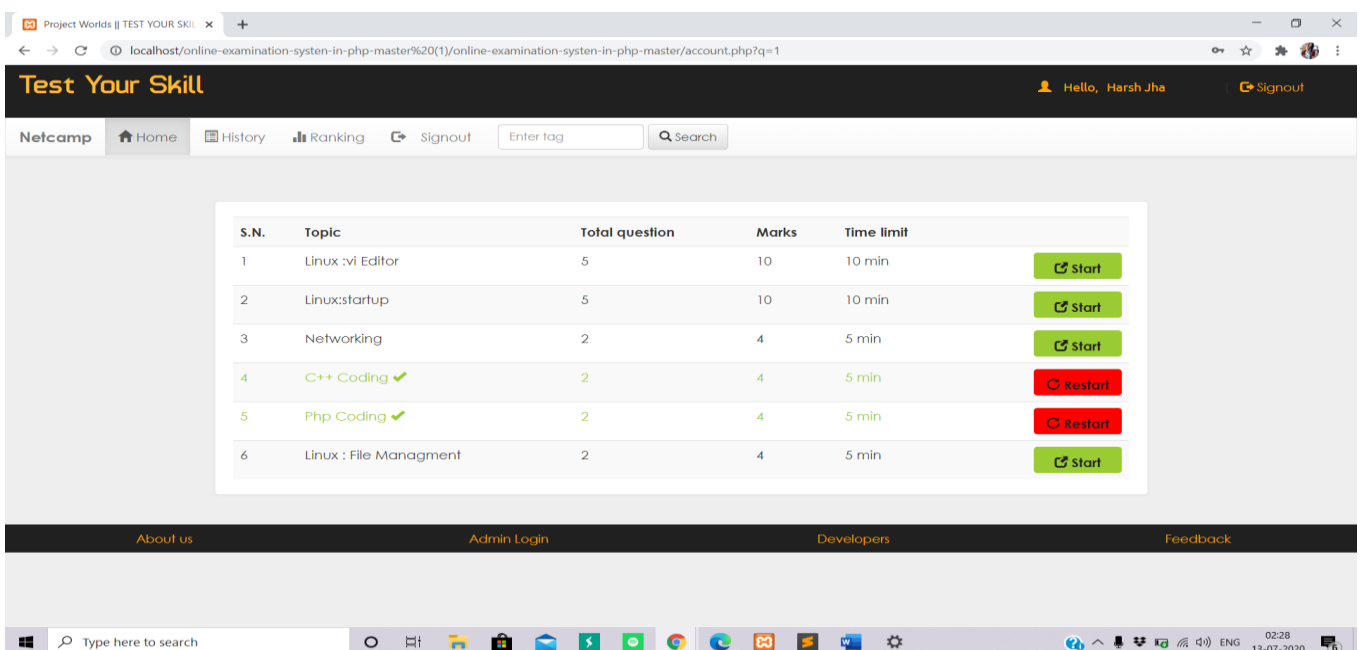 Project Worlds || TEST YOUR SKIL
localhost/online-examination-systen-in-php-master%20(1)/online-examination-systen-in-php-master/account.php?q=1
Test Your Skill Hello, Harsh Jha Signout
Netcamp Home History Ranking Signout Enter tag Search
S.N. Topic Total question Marks Time limit
1 Linux :vi Editor 5 10 10 min Start
2 Linux:startup 5 10 10 min Start
3 Networking 2 4 5 min Start
4 C++ Coding 2 4 5 min Restart
5 Php Coding 2 4 5 min Restart
6 Linux : File Managment 2 4 5 min Start
About us Admin Login Developers Feedback
Type here to search ENG 02:28
13-07-2020 6